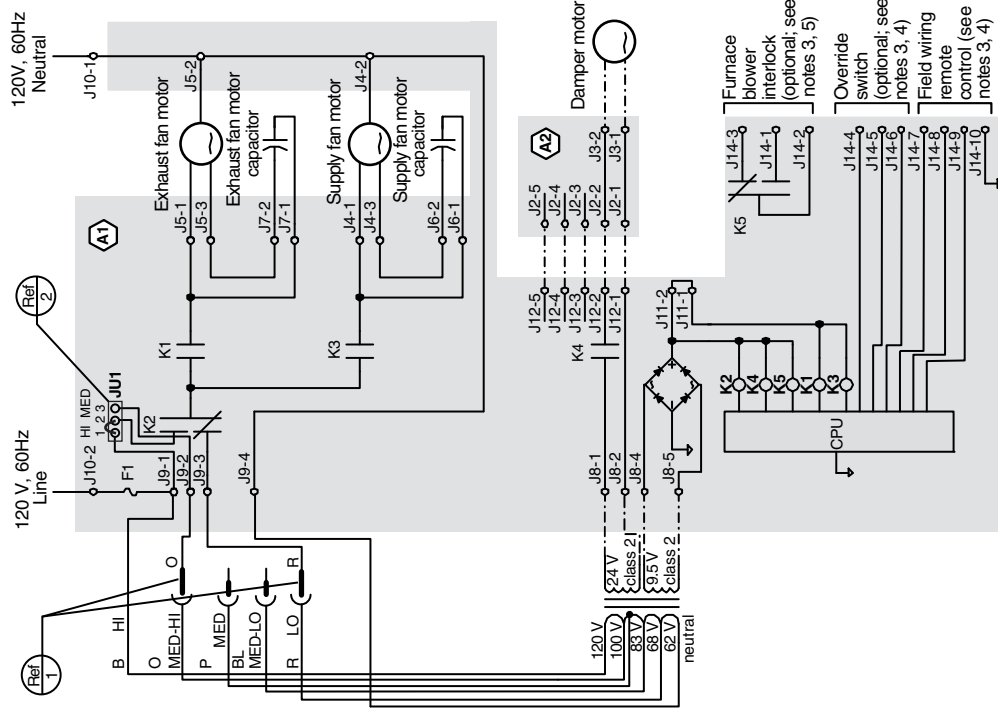 120V, 60Hz
Neutral
J10-1
J5-2
J4-2
A1
Exhaust fan motor
J5-1
J5-3
Exhaust fan motor
capacitor
J7-2
J7-1
Supply fan motor
J4-1
J4-3
Supply fan motor
capacitor
J6-2
J6-1
K1
K3
Ref
2
JU1
HI MED
1 2 3
K2
120 V, 60Hz
Line
J10-2
F1
J9-1
J9-2
J9-3
J9-4
Ref
1
B HI
O MED-HI O
P MED
BL MED-LO
R LO R
120 V
100 V
83 V
68 V
62 V
neutral
24 V
class 2
9.5 V
class 2
J8-1
J8-2
J8-4
J8-5
Damper motor
A2
J3-2
J3-1
J2-5
J2-4
J2-3
J2-2
J2-1
J12-5
J12-4
J12-3
J12-2
J12-1
K4
J11-2
J11-1
K2
K4
K5
K1
K3
CPU
K5
J14-3
J14-1
J14-2
Furnace
blower
interlock
(optional; see
notes 3, 5)
J14-4
J14-5
J14-6
Override
switch
(optional; see
notes 3, 4)
J14-7
J14-8
J14-9
J14-10
Field wiring
remote
control (see
notes 3, 4)